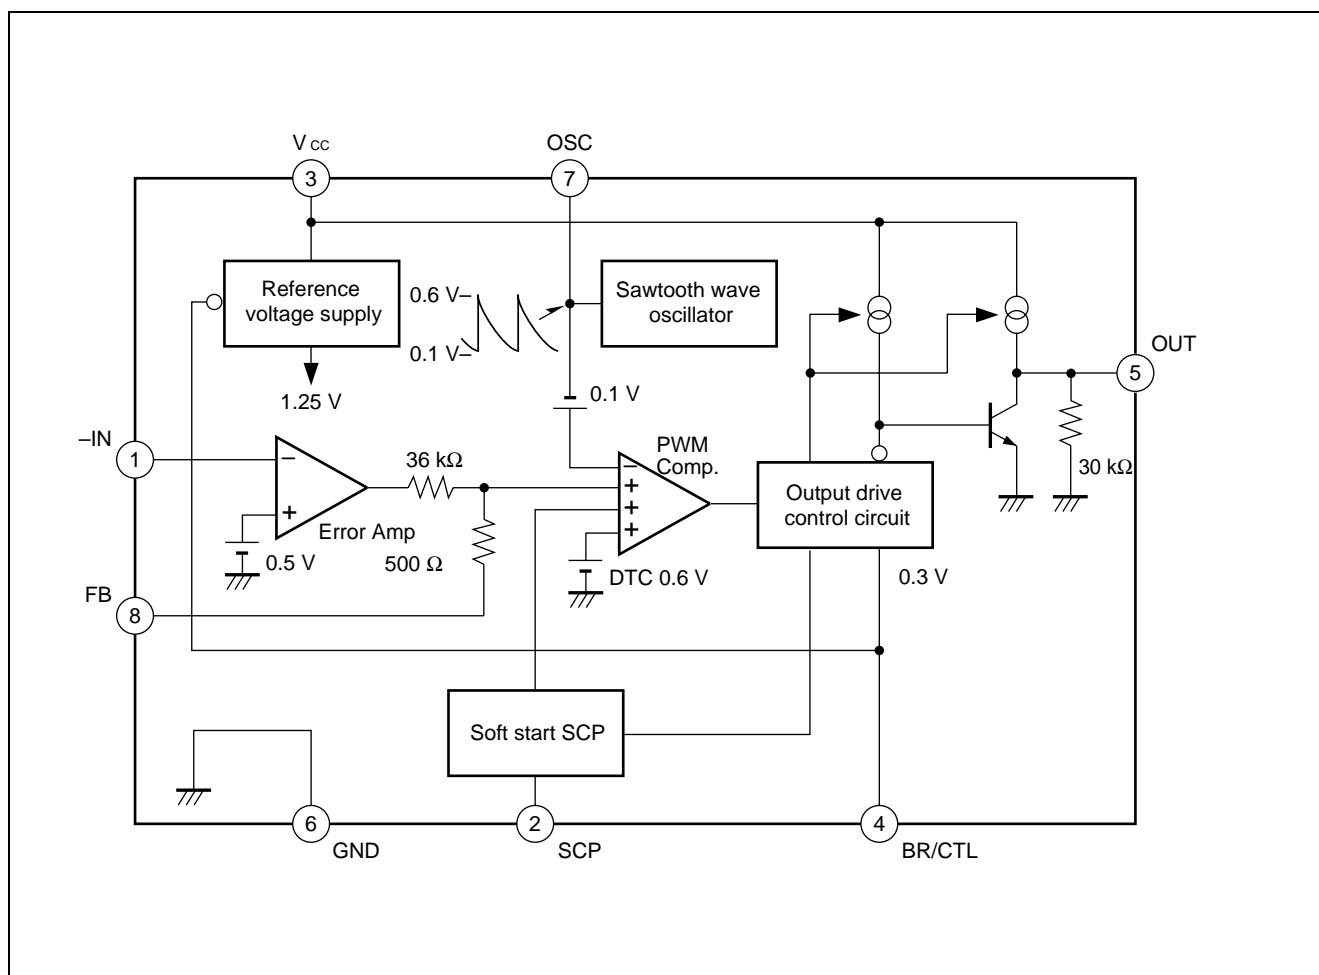 VCC
OSC
3
7
Reference
voltage supply
0.6 V–
Sawtooth wave
oscillator
0.1 V–
OUT
5
1.25 V
0.1 V
–IN
1
–
+
Error Amp
36 kΩ
PWM
Comp.
–
+
+
+
30 kΩ
Output drive
control circuit
0.5 V
500 Ω
DTC 0.6 V
0.3 V
FB
8
Soft start SCP
6
2
4
GND
SCP
BR/CTL